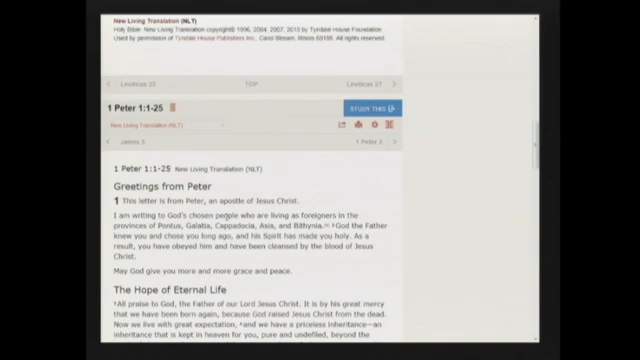 New Living Translation (NLT)
Holy Bible. New Living Translation copyright© 1996, 2004, 2007, 2013 by Tyndale House Foundation.
Used by permission of Tyndale House Publishers Inc., Carol Stream, Illinois 60188. All rights reserved.
Leviticus 25 TOP Leviticus 27
1 Peter 1:1-25 STUDY THIS
New Living Translation (NLT)
James 5 1 Peter 2
1 Peter 1:1-25 New Living Translation (NLT)
Greetings from Peter
1 This letter is from Peter, an apostle of Jesus Christ.
I am writing to God's chosen people who are living as foreigners in the
provinces of Pontus, Galatia, Cappadocia, Asia, and Bithynia. 2 God the Father
knew you and chose you long ago, and his Spirit has made you holy. As a
result, you have obeyed him and have been cleansed by the blood of Jesus
Christ.
May God give you more and more grace and peace.
The Hope of Eternal Life
3 All praise to God, the Father of our Lord Jesus Christ. It is by his great mercy
that we have been born again, because God raised Jesus Christ from the dead.
Now we live with great expectation, 4 and we have a priceless inheritance—an
inheritance that is kept in heaven for you, pure and undefiled, beyond the